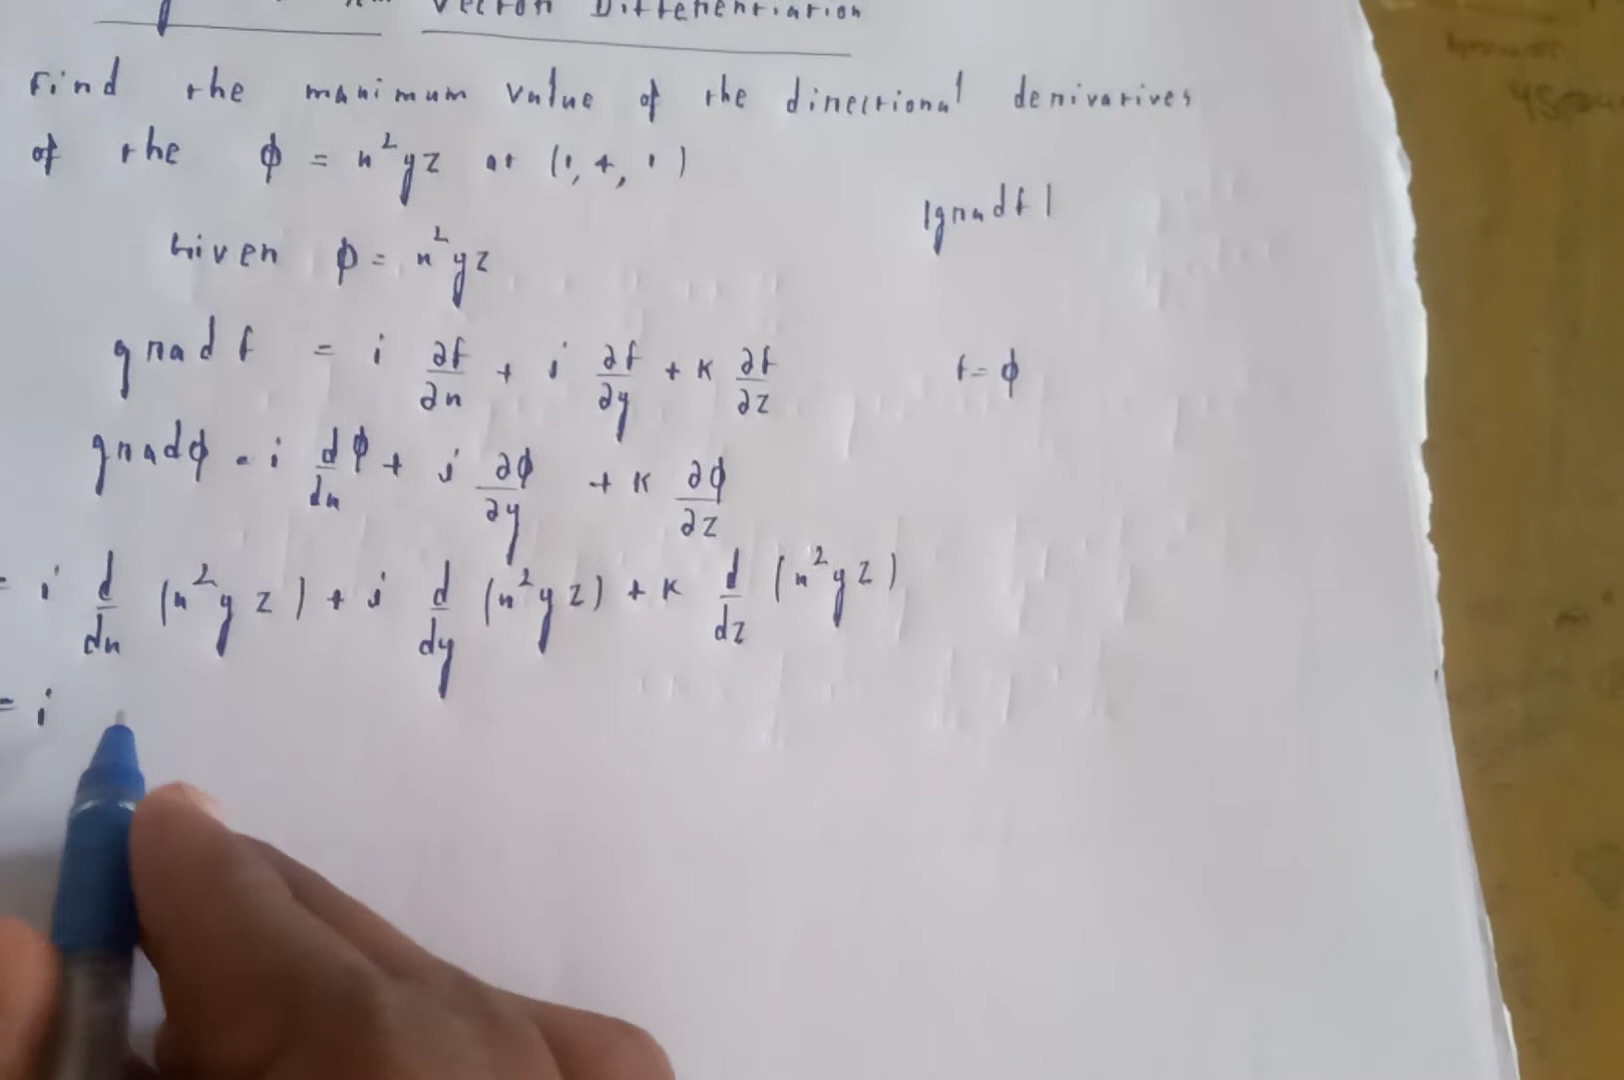 Vector Differentiation
Find the maximum value of the directional derivatives
of the ϕ = x²yz at (1, 4, 1)
|grad f|
Given ϕ = x²yz
grad f = i ∂f/∂x + j ∂f/∂y + k ∂f/∂z
f = ϕ
grad ϕ = i dϕ/dx + j ∂ϕ/∂y + k ∂ϕ/∂z
= i d/dx (x²yz) + j d/dy (x²yz) + k d/dz (x²yz)
= i